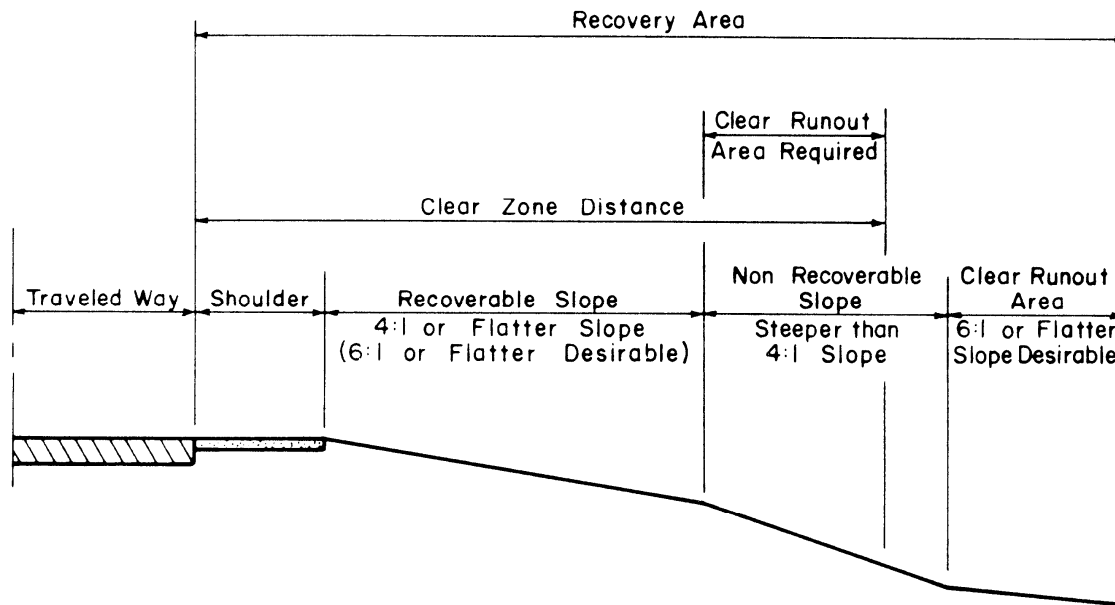 Recovery Area
Clear Runout
Area Required
Clear Zone Distance
Traveled Way
Shoulder
Recoverable Slope
4:1 or Flatter Slope
(6:1 or Flatter Desirable)
Non Recoverable
Slope
Steeper than
4:1 Slope
Clear Runout
Area
6:1 or Flatter
Slope Desirable